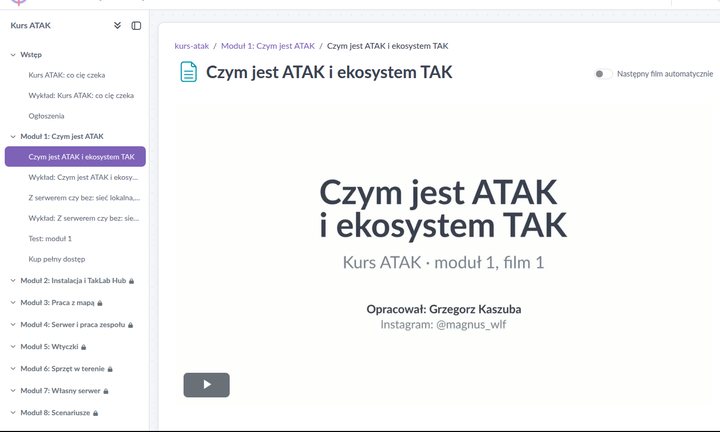 Kurs ATAK
Wstęp
Kurs ATAK: co cię czeka
Wykład: Kurs ATAK: co cię czeka
Ogłoszenia
Moduł 1: Czym jest ATAK
Czym jest ATAK i ekosystem TAK
Wykład: Czym jest ATAK i ekosy...
Z serwerem czy bez: sieć lokalna,...
Wykład: Z serwerem czy bez: sie...
Test: moduł 1
Kup pełny dostęp
Moduł 2: Instalacja i TakLab Hub
Moduł 3: Praca z mapą
Moduł 4: Serwer i praca zespołu
Moduł 5: Wtyczki
Moduł 6: Sprzęt w terenie
Moduł 7: Własny serwer
Moduł 8: Scenariusze
kurs-atak / Moduł 1: Czym jest ATAK / Czym jest ATAK i ekosystem TAK
Czym jest ATAK i ekosystem TAK
Następny film automatycznie
Czym jest ATAK
i ekosystem TAK
Kurs ATAK · moduł 1, film 1
Opracował: Grzegorz Kaszuba
Instagram: @magnus_wlf